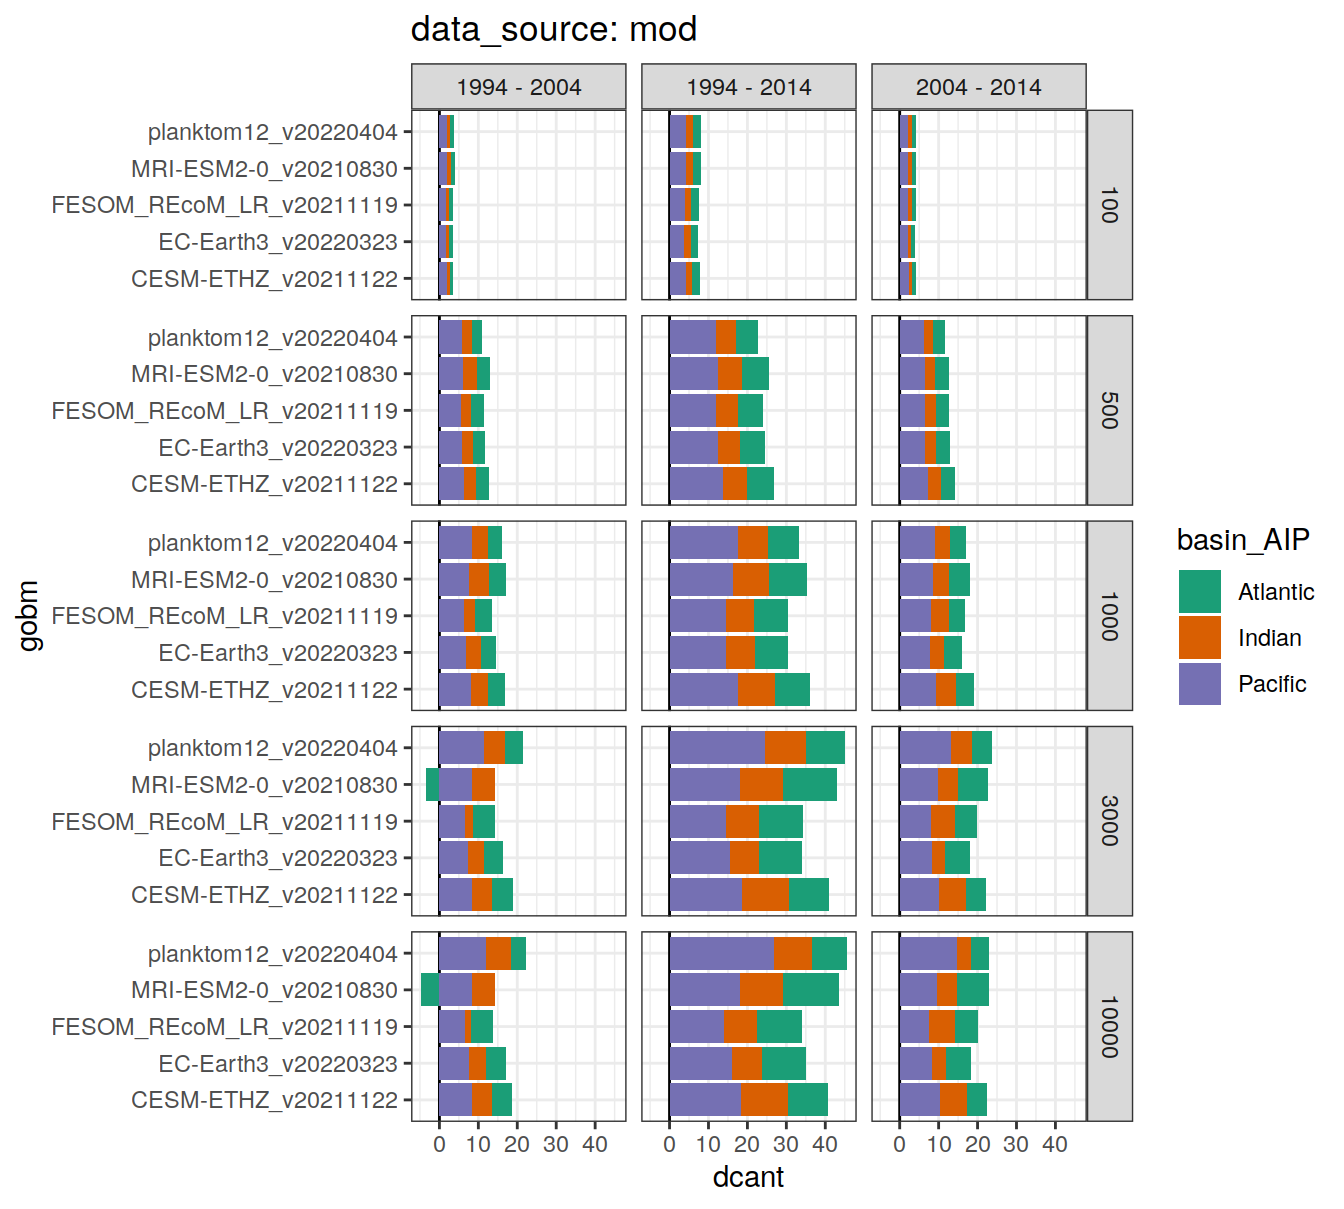 data_source: mod
1994 - 2004
1994 - 2014
2004 - 2014
planktom12_v20220404
MRI-ESM2-0_v20210830
FESOM_REcoM_LR_v20211119
EC-Earth3_v20220323
CESM-ETHZ_v20211122
100
planktom12_v20220404
MRI-ESM2-0_v20210830
FESOM_REcoM_LR_v20211119
EC-Earth3_v20220323
CESM-ETHZ_v20211122
500
planktom12_v20220404
MRI-ESM2-0_v20210830
FESOM_REcoM_LR_v20211119
EC-Earth3_v20220323
CESM-ETHZ_v20211122
1000
planktom12_v20220404
MRI-ESM2-0_v20210830
FESOM_REcoM_LR_v20211119
EC-Earth3_v20220323
CESM-ETHZ_v20211122
3000
planktom12_v20220404
MRI-ESM2-0_v20210830
FESOM_REcoM_LR_v20211119
EC-Earth3_v20220323
CESM-ETHZ_v20211122
10000
gobm
0 10 20 30 40
0 10 20 30 40
0 10 20 30 40
dcant
basin_AIP
Atlantic
Indian
Pacific